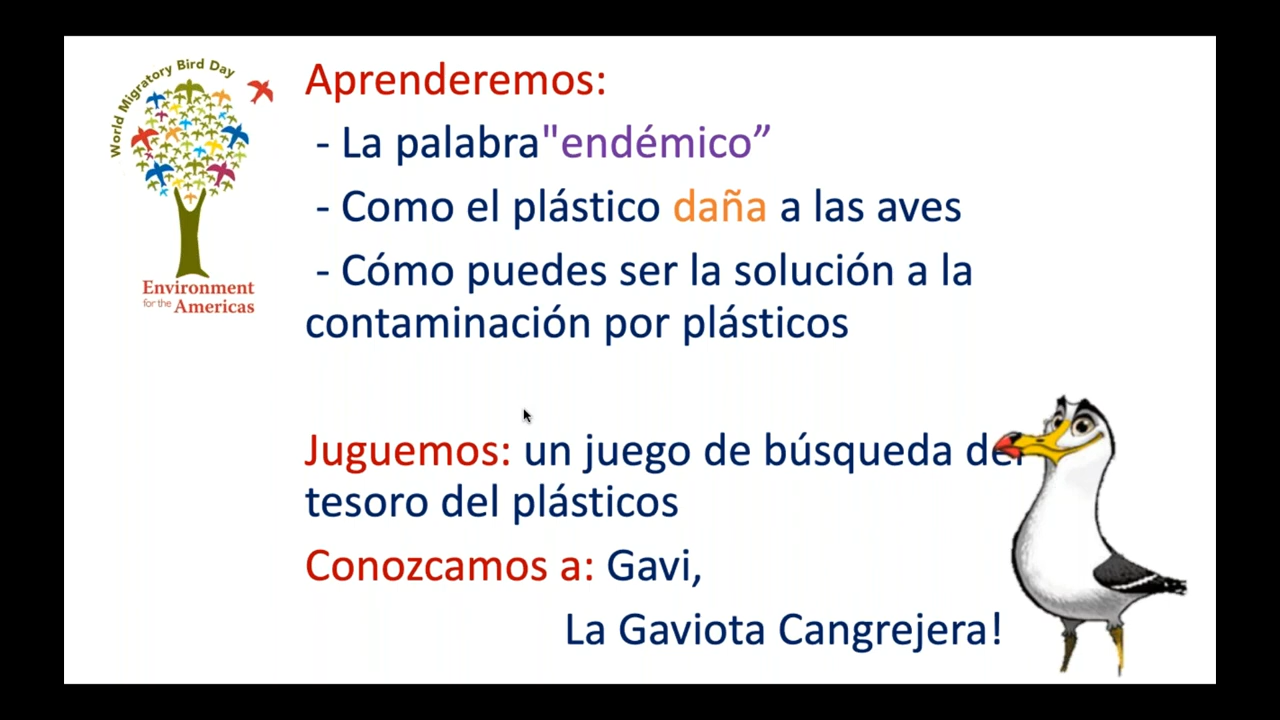 World Migratory Bird Day
Environment
for the Americas
Aprenderemos:
- La palabra"endémico”
- Como el plástico daña a las aves
- Cómo puedes ser la solución a la
contaminación por plásticos
Juguemos: un juego de búsqueda del
tesoro del plásticos
Conozcamos a: Gavi,
La Gaviota Cangrejera!